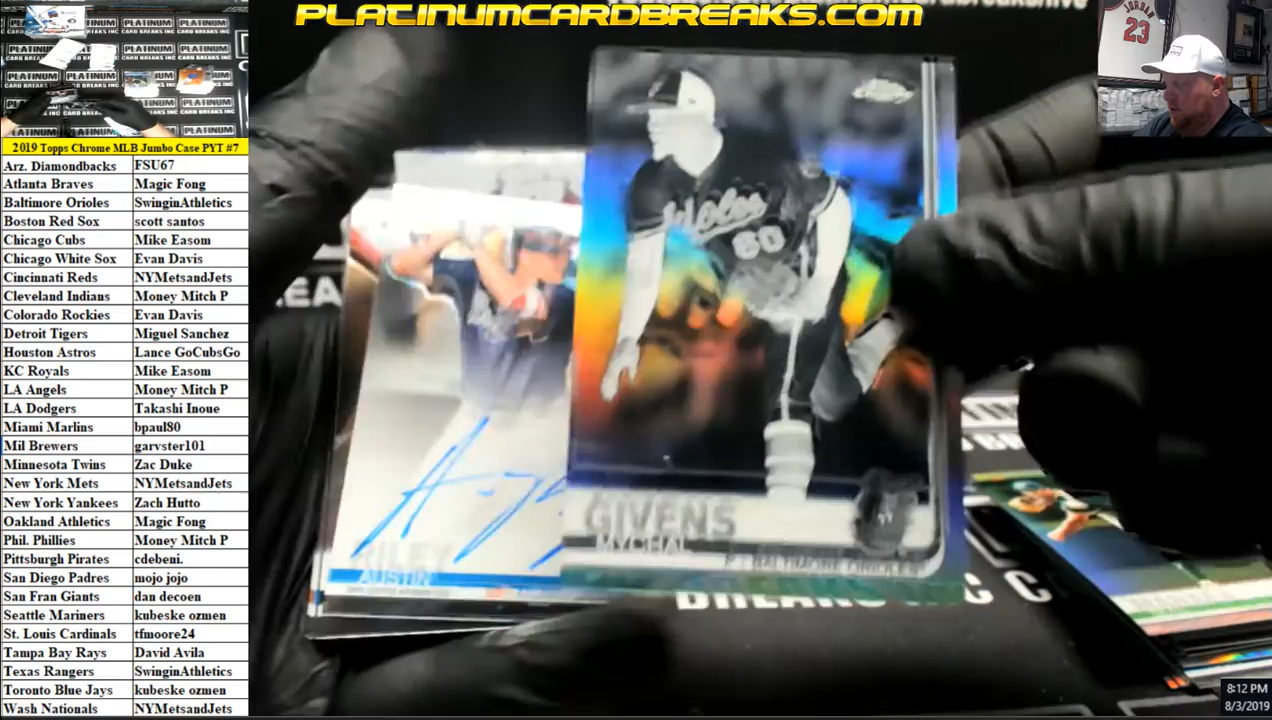 PLATINUMCARDBREAKS.COM
JORDAN
23
2019 Topps Chrome MLB Jumbo Case PYT #7
Arz. Diamondbacks FSU67
Atlanta Braves Magic Fong
Baltimore Orioles SwinginAthletics
Boston Red Sox scott santos
Chicago Cubs Mike Easom
Chicago White Sox Evan Davis
Cincinnati Reds NYMetsandJets
Cleveland Indians Money Mitch P
Colorado Rockies Evan Davis
Detroit Tigers Miguel Sanchez
Houston Astros Lance GoCubsGo
KC Royals Mike Easom
LA Angels Money Mitch P
LA Dodgers Takashi Inoue
Miami Marlins bpaul80
Mil Brewers garvster101
Minnesota Twins Zac Duke
New York Mets NYMetsandJets
New York Yankees Zach Hutto
Oakland Athletics Magic Fong
Phil. Phillies Money Mitch P
Pittsburgh Pirates cdebeni.
San Diego Padres mojo jojo
San Fran Giants dan decoen
Seattle Mariners kubeske ozmen
St. Louis Cardinals tfmoore24
Tampa Bay Rays David Avila
Texas Rangers SwinginAthletics
Toronto Blue Jays kubeske ozmen
Wash Nationals NYMetsandJets
60
GIVENS
MYCHAL
P | BALTIMORE ORIOLES
RILEY
AUSTIN
8:12 PM
8/3/2019